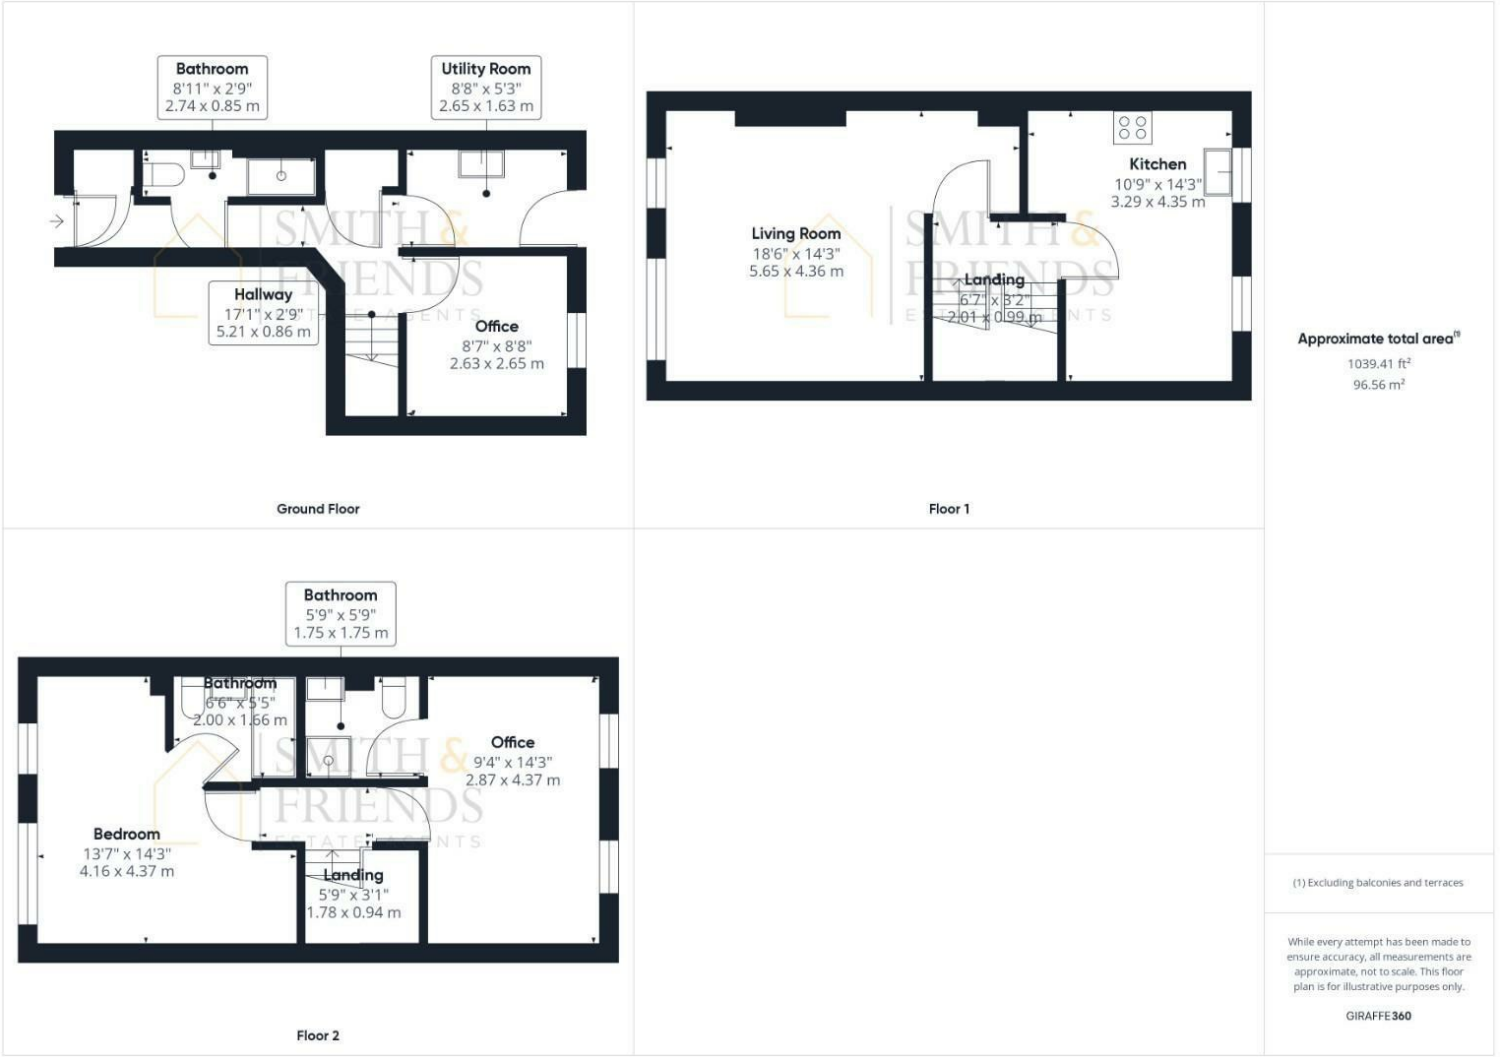 Bathroom
8'11" x 2'9"
2.74 x 0.85 m
Utility Room
8'8" x 5'3"
2.65 x 1.63 m
Hallway
17'1" x 2'9"
5.21 x 0.86 m
Office
8'7" x 8'8"
2.63 x 2.65 m
SMITH &
FRIENDS
ESTATE AGENTS
Ground Floor
Living Room
18'6" x 14'3"
5.65 x 4.36 m
Kitchen
10'9" x 14'3"
3.29 x 4.35 m
Landing
6'7" x 3'2"
2.01 x 0.99 m
SMITH &
FRIENDS
ESTATE AGENTS
Floor 1
Bathroom
5'9" x 5'9"
1.75 x 1.75 m
Bathroom
6'6" x 5'5"
2.00 x 1.66 m
Office
9'4" x 14'3"
2.87 x 4.37 m
Bedroom
13'7" x 14'3"
4.16 x 4.37 m
Landing
5'9" x 3'1"
1.78 x 0.94 m
SMITH &
FRIENDS
ESTATE AGENTS
Floor 2
Approximate total area(1)
1039.41 ft²
96.56 m²
(1) Excluding balconies and terraces
While every attempt has been made to
ensure accuracy, all measurements are
approximate, not to scale. This floor
plan is for illustrative purposes only.
GIRAFFE360